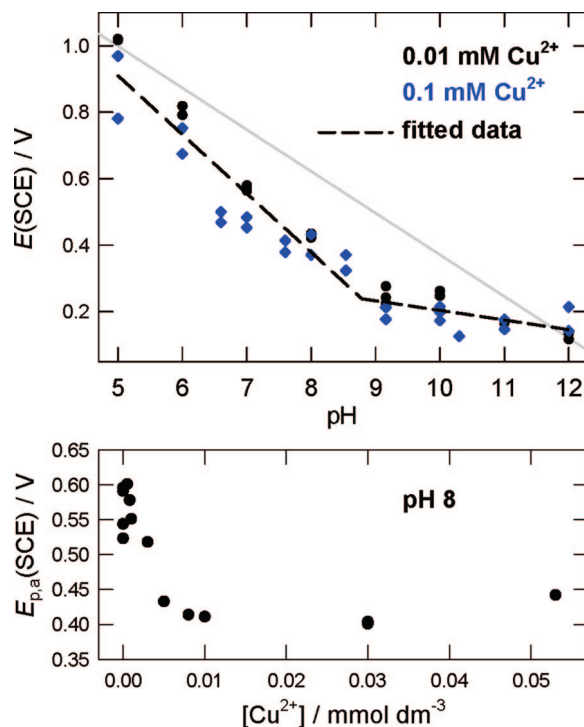 E(SCE) / V
1.0
0.8
0.6
0.4
0.2
0.01 mM Cu²⁺
0.1 mM Cu²⁺
fitted data
5 6 7 8 9 10 11 12
pH
E_p,a(SCE) / V
0.65
0.60
0.55
0.50
0.45
0.40
0.35
pH 8
0.00 0.01 0.02 0.03 0.04 0.05
[Cu²⁺] / mmol dm⁻³